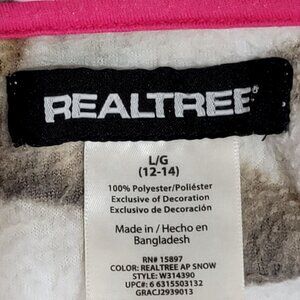 REALTREE®
L/G
(12-14)
100% Polyester/Poliéster
Exclusive of Decoration
Exclusivo de Decoración
Made in / Hecho en
Bangladesh
RN# 15897
COLOR: REALTREE AP SNOW
STYLE: W314390
UPC#: 6 6315503132
GRACJ2939013